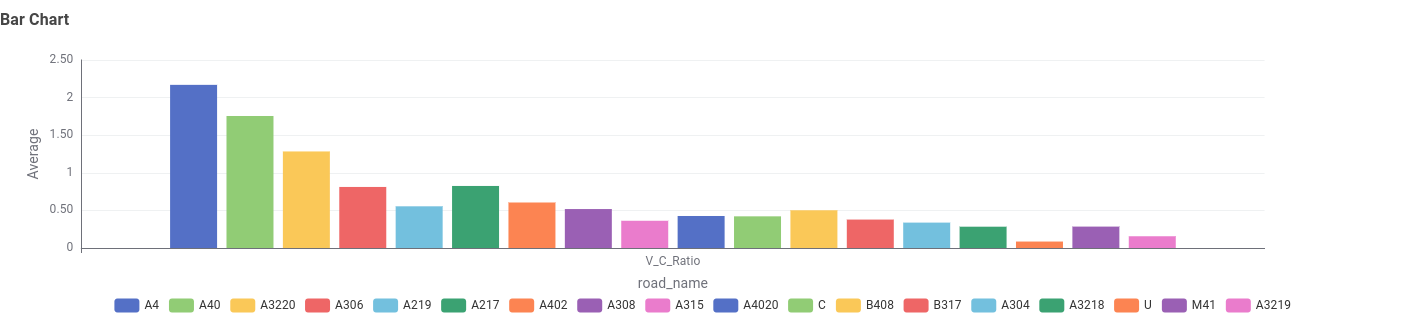 Bar Chart
2.50
2
1.50
1
0.50
0
Average
V_C_Ratio
road_name
A4 A40 A3220 A306 A219 A217 A402 A308 A315 A4020 C B408 B317 A304 A3218 U M41 A3219